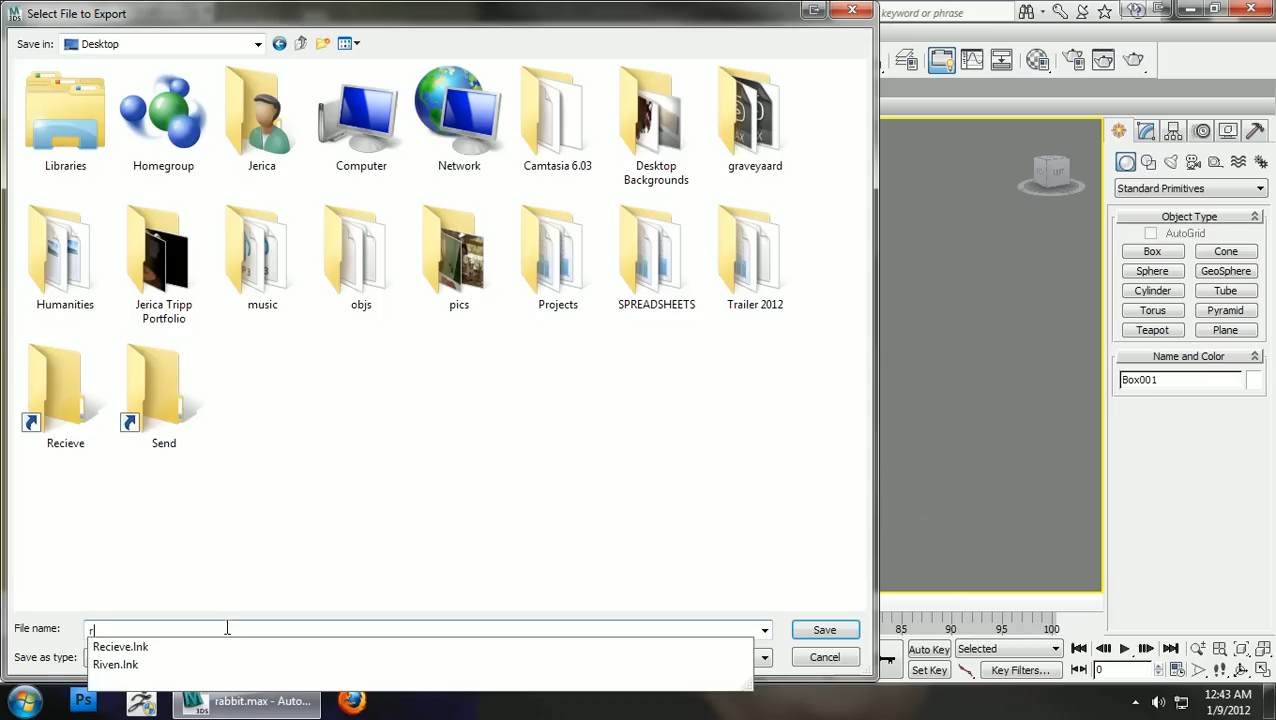 Select File to Export
keyword or phrase
Save in:
Desktop
Libraries
Homegroup
Jerica
Computer
Network
Camtasia 6.03
Desktop
Backgrounds
graveyaard
Humanities
Jerica Tripp
Portfolio
music
objs
pics
Projects
SPREADSHEETS
Trailer 2012
Recieve
Send
Standard Primitives
Object Type
AutoGrid
Box
Cone
Sphere
GeoSphere
Cylinder
Tube
Torus
Pyramid
Teapot
Plane
Name and Color
Box001
LEFT
File name:
r
Save
Recieve.lnk
Riven.lnk
Save as type:
Cancel
85 90 95 100
Auto Key
Selected
Set Key
Key Filters...
0
Ps
3DS
rabbit.max - Auto...
12:43 AM
1/9/2012